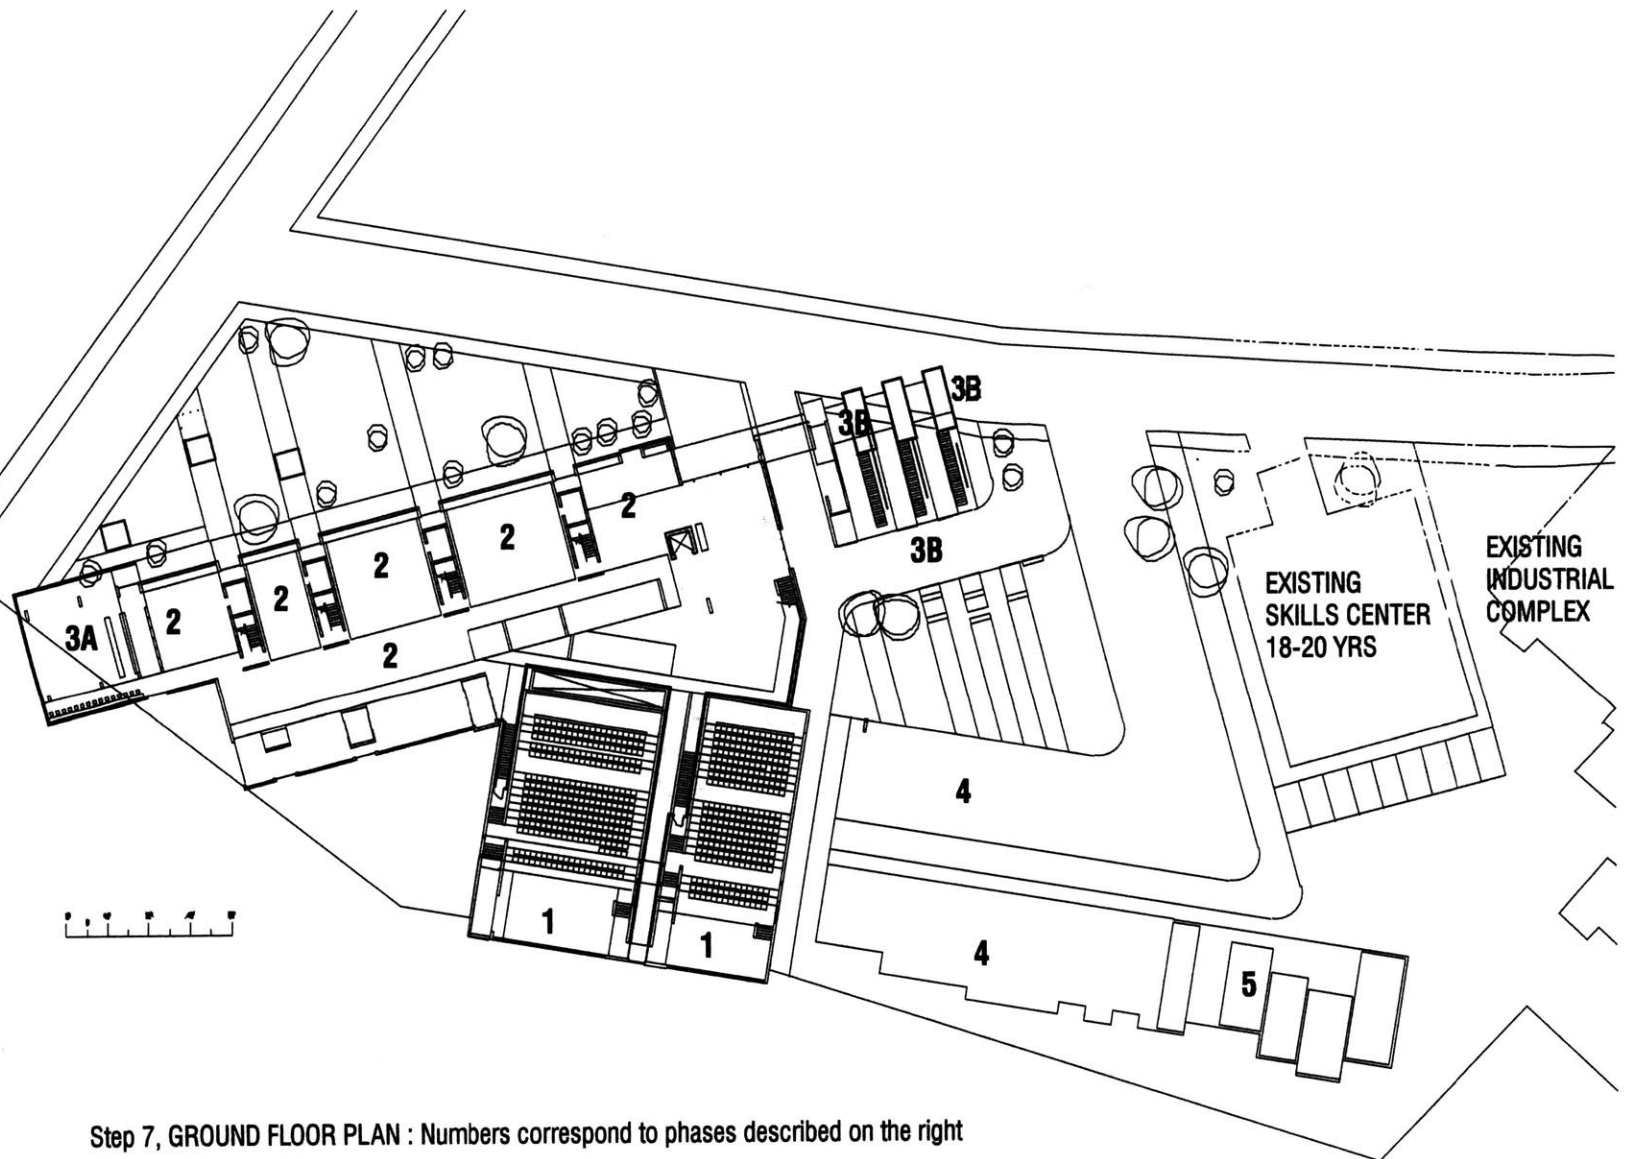 3B
3B
2
2
3B
2
EXISTING
INDUSTRIAL
COMPLEX
EXISTING
SKILLS CENTER
18-20 YRS
2
2
3A
2
4
1
1
4
5
Step 7, GROUND FLOOR PLAN : Numbers correspond to phases described on the right